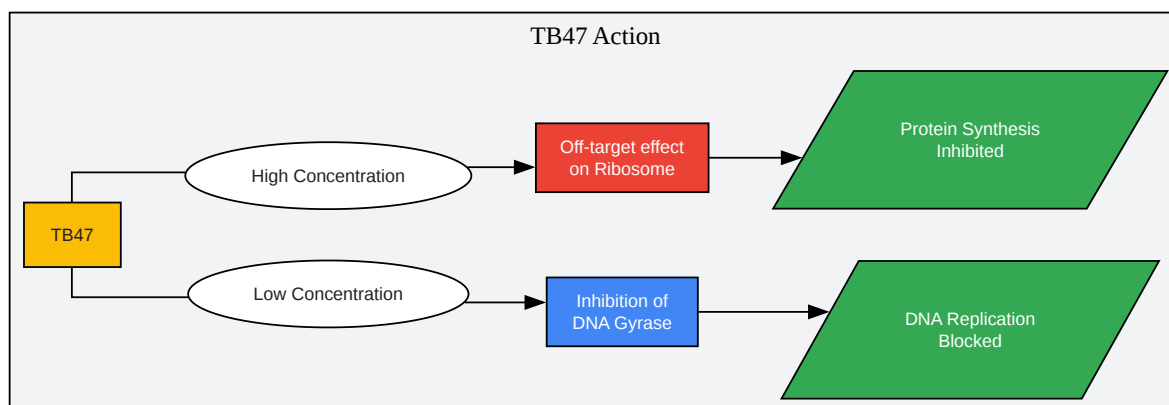 TB47 Action
TB47
High Concentration
Off-target effect
on Ribosome
Protein Synthesis
Inhibited
Low Concentration
Inhibition of
DNA Gyrase
DNA Replication
Blocked